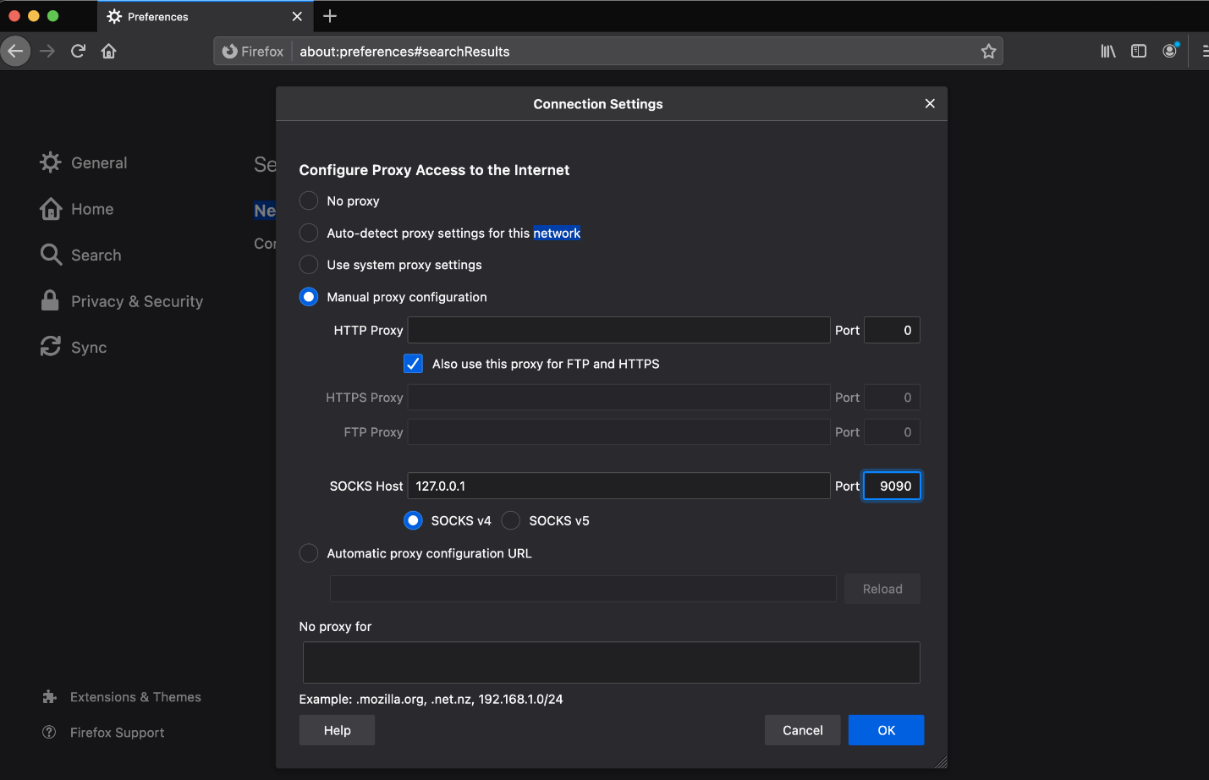 Preferences
Firefox about:preferences#searchResults
Connection Settings
General
Home
Search
Privacy & Security
Sync
Extensions & Themes
Firefox Support
Se
Ne
Con
Configure Proxy Access to the Internet
No proxy
Auto-detect proxy settings for this network
Use system proxy settings
Manual proxy configuration
HTTP Proxy Port 0
Also use this proxy for FTP and HTTPS
HTTPS Proxy Port 0
FTP Proxy Port 0
SOCKS Host 127.0.0.1 Port 9090
SOCKS v4 SOCKS v5
Automatic proxy configuration URL
Reload
No proxy for
Example: .mozilla.org, .net.nz, 192.168.1.0/24
Help Cancel OK